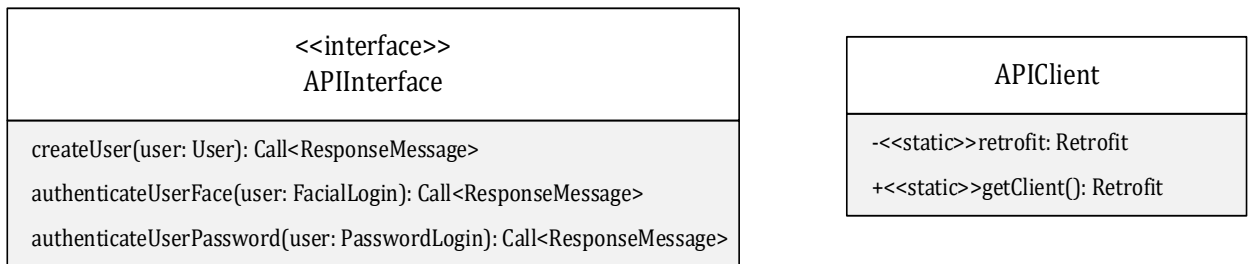 <<interface>>
APIInterface
createUser(user: User): Call<ResponseMessage>
authenticateUserFace(user: FacialLogin): Call<ResponseMessage>
authenticateUserPassword(user: PasswordLogin): Call<ResponseMessage>
APIClient
-<<static>>retrofit: Retrofit
+<<static>>getClient(): Retrofit